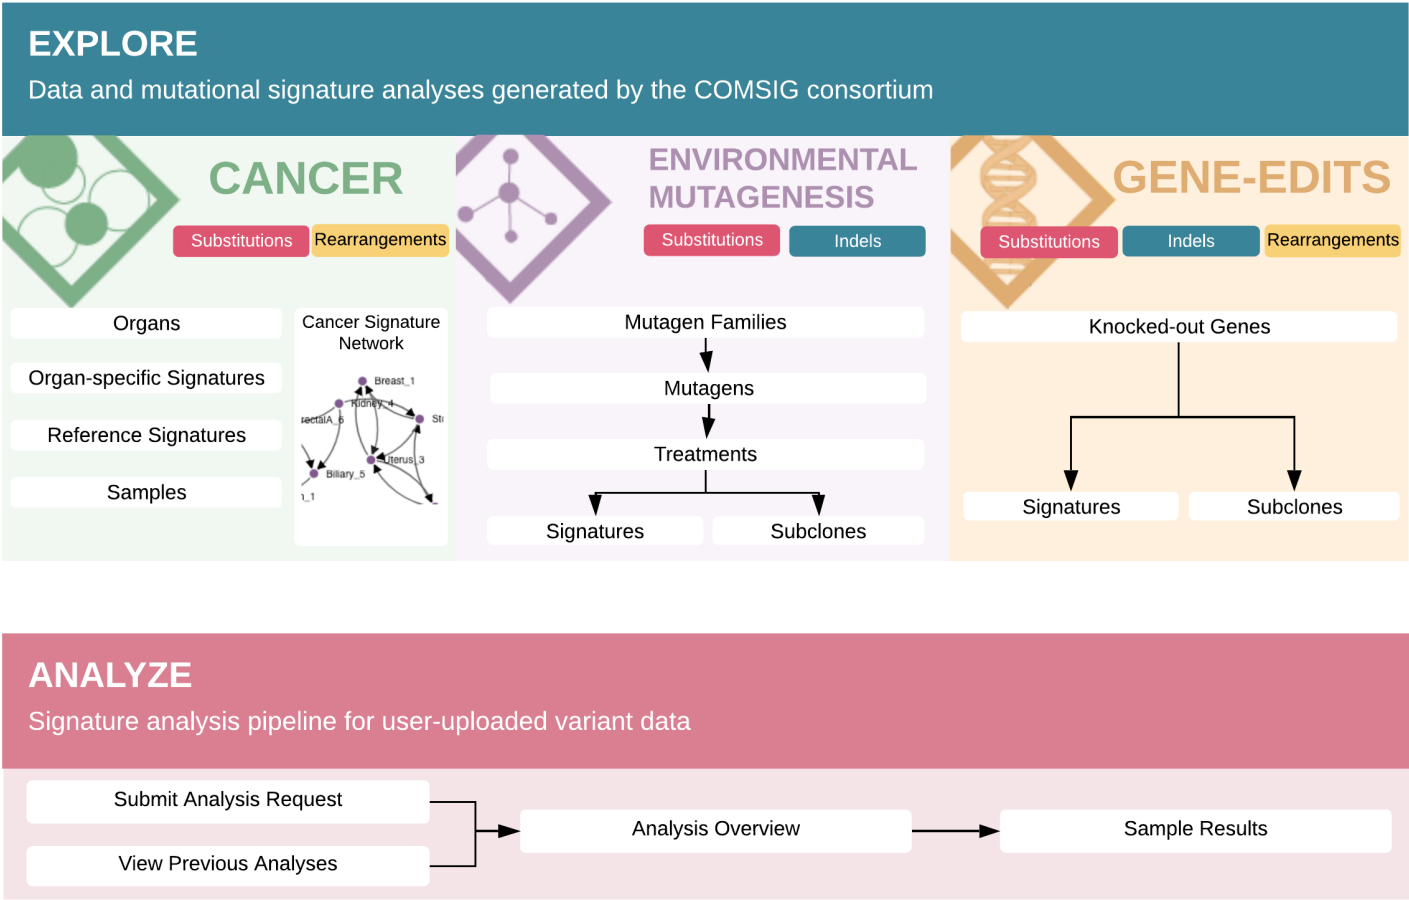 EXPLORE
Data and mutational signature analyses generated by the COMSIG consortium
CANCER
Substitutions
Rearrangements
Organs
Organ-specific Signatures
Reference Signatures
Samples
Cancer Signature
Network
Breast_1
Kidney_4
rectalA_6
Sto
Uterus_3
Biliary_5
_1
ENVIRONMENTAL
MUTAGENESIS
Substitutions
Indels
Mutagen Families
Mutagens
Treatments
Signatures
Subclones
GENE-EDITS
Substitutions
Indels
Rearrangements
Knocked-out Genes
Signatures
Subclones
ANALYZE
Signature analysis pipeline for user-uploaded variant data
Submit Analysis Request
View Previous Analyses
Analysis Overview
Sample Results